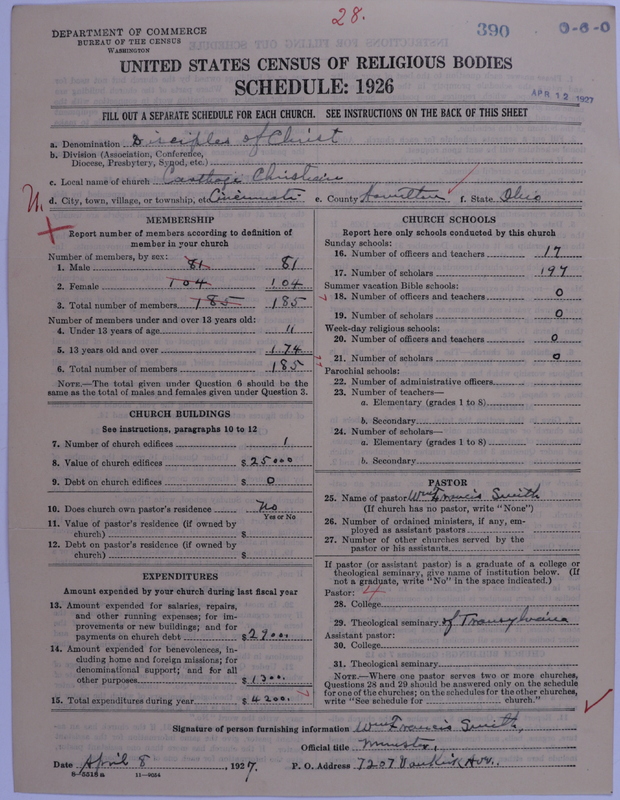 28.
390
0-6-0
DEPARTMENT OF COMMERCE
BUREAU OF THE CENSUS
WASHINGTON
UNITED STATES CENSUS OF RELIGIOUS BODIES
SCHEDULE: 1926
APR 12 1927
FILL OUT A SEPARATE SCHEDULE FOR EACH CHURCH. SEE INSTRUCTIONS ON THE BACK OF THIS SHEET
a. Denomination Disciples of Christ
b. Division (Association, Conference,
Diocese, Presbytery, Synod, etc.)
c. Local name of church Carthage Christian
d. City, town, village, or township, etc. Cincinnati e. County Hamilton f. State Ohio
MEMBERSHIP
Report number of members according to definition of
member in your church
Number of members, by sex:
1. Male 81 81
2. Female 104 104
3. Total number of members 185 185
Number of members under and over 13 years old:
4. Under 13 years of age 11
5. 13 years old and over 174
6. Total number of members 185
NOTE.—The total given under Question 6 should be the
same as the total of males and females given under Question 3.
CHURCH BUILDINGS
See instructions, paragraphs 10 to 12
7. Number of church edifices 1
8. Value of church edifices $25000
9. Debt on church edifices $ 0
10. Does church own pastor's residence No
Yes or No
11. Value of pastor's residence (if owned by
church) $
12. Debt on pastor's residence (if owned by
church) $
EXPENDITURES
Amount expended by your church during last fiscal year
13. Amount expended for salaries, repairs,
and other running expenses; for im-
provements or new buildings; and for
payments on church debt $2900.
14. Amount expended for benevolences, in-
cluding home and foreign missions; for
denominational support; and for all
other purposes $1300.
15. Total expenditures during year $4200.
CHURCH SCHOOLS
Report here only schools conducted by this church
Sunday schools:
16. Number of officers and teachers 17
17. Number of scholars 197
Summer vacation Bible schools:
18. Number of officers and teachers 0
19. Number of scholars 0
Week-day religious schools:
20. Number of officers and teachers 0
21. Number of scholars 0
Parochial schools:
22. Number of administrative officers
23. Number of teachers—
a. Elementary (grades 1 to 8)
b. Secondary
24. Number of scholars—
a. Elementary (grades 1 to 8)
b. Secondary
PASTOR
25. Name of pastor Wm Francis Smith
(If church has no pastor, write "None")
26. Number of ordained ministers, if any, em-
ployed as assistant pastors
27. Number of other churches served by the
pastor or his assistants
If pastor (or assistant pastor) is a graduate of a college or
theological seminary, give name of institution below. (If
not a graduate, write "No" in the space indicated.)
Pastor: 4
28. College
29. Theological seminary of Transylvania
Assistant pastor:
30. College
31. Theological seminary
NOTE.—Where one pastor serves two or more churches,
Questions 28 and 29 should be answered only on the schedule
for one of the churches; on the schedules for the other churches,
write "See schedule for church."
Signature of person furnishing information Wm Francis Smith,
Official title Minister,
Date April 8, 1927. P. O. Address 7207 Vankirk Ave.
8-5518 a 11-9054